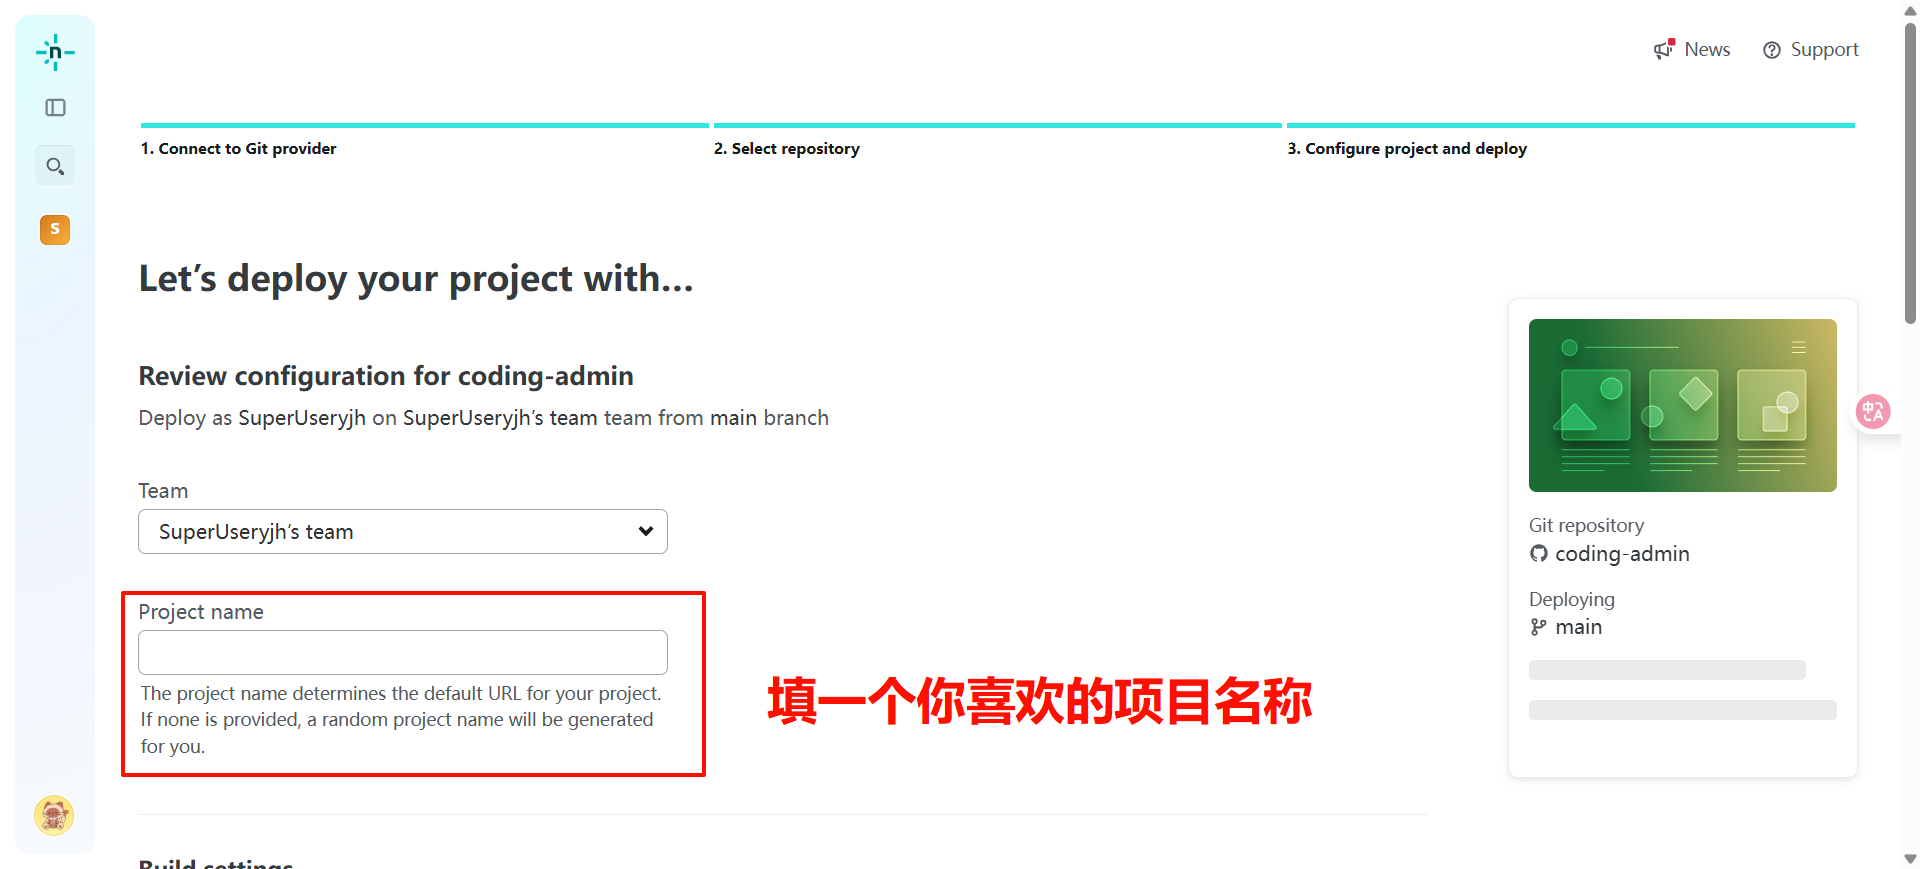 n
News
Support
1. Connect to Git provider
2. Select repository
3. Configure project and deploy
S
Let’s deploy your project with...
Review configuration for coding-admin
Deploy as SuperUseryjh on SuperUseryjh’s team team from main branch
Team
SuperUseryjh’s team
Project name
The project name determines the default URL for your project.
If none is provided, a random project name will be generated
for you.
填一个你喜欢的项目名称
Git repository
coding-admin
Deploying
main
中A
Build settings